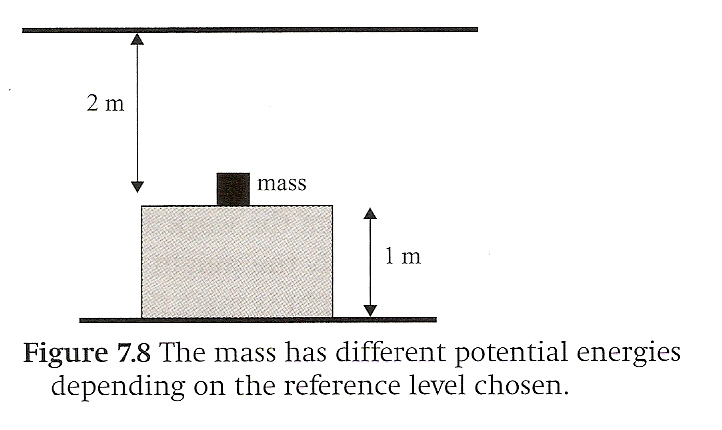 2 m
mass
1 m
Figure 7.8 The mass has different potential energies
depending on the reference level chosen.